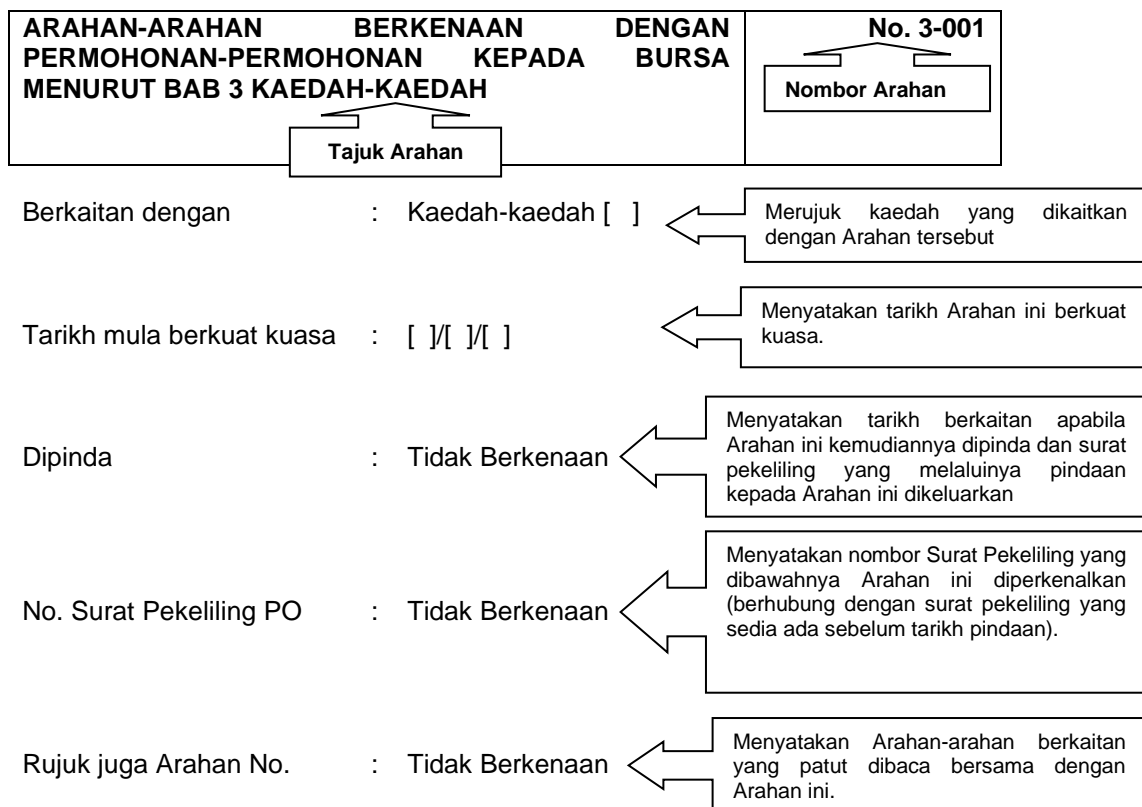 ARAHAN-ARAHAN BERKENAAN DENGAN
PERMOHONAN-PERMOHONAN KEPADA BURSA
MENURUT BAB 3 KAEDAH-KAEDAH
Tajuk Arahan
No. 3-001
Nombor Arahan
Berkaitan dengan : Kaedah-kaedah [ ]
Merujuk kaedah yang dikaitkan
dengan Arahan tersebut
Tarikh mula berkuat kuasa : [ ]/[ ]/[ ]
Menyatakan tarikh Arahan ini berkuat
kuasa.
Dipinda : Tidak Berkenaan
Menyatakan tarikh berkaitan apabila
Arahan ini kemudiannya dipinda dan surat
pekeliling yang melaluinya pindaan
kepada Arahan ini dikeluarkan
No. Surat Pekeliling PO : Tidak Berkenaan
Menyatakan nombor Surat Pekeliling yang
dibawahnya Arahan ini diperkenalkan
(berhubung dengan surat pekeliling yang
sedia ada sebelum tarikh pindaan).
Rujuk juga Arahan No. : Tidak Berkenaan
Menyatakan Arahan-arahan berkaitan
yang patut dibaca bersama dengan
Arahan ini.